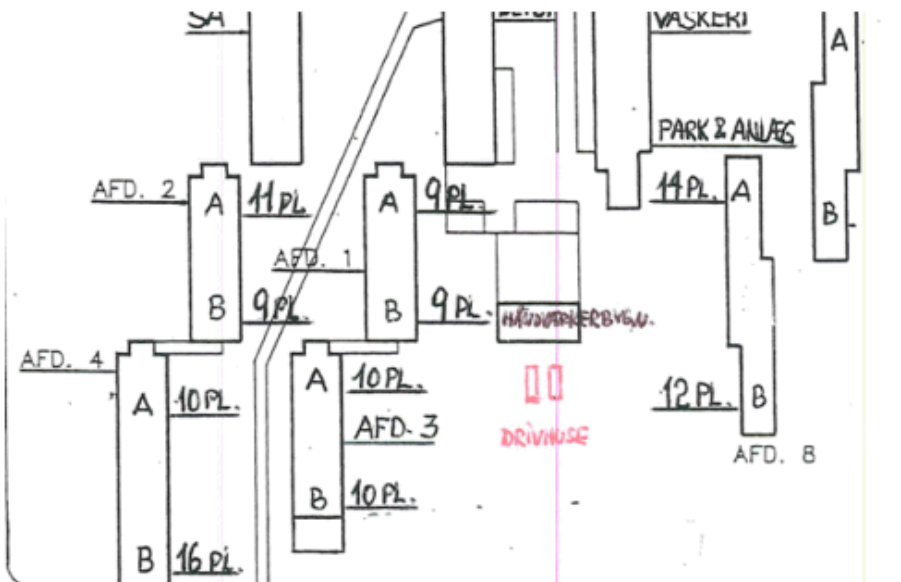 SA
VASKERI
A
PARK & ANLÆG
AFD. 2
A
11 PL.
A
9 PL.
14 PL.
A
B
AFD. 1
B
9 PL.
B
9 PL.
HÅNDVÆRKERBYGN.
AFD. 4
A
10 PL.
A
10 PL.
DRIVHUSE
12 PL.
B
AFD. 3
AFD. 8
B
10 PL.
B
16 PL.